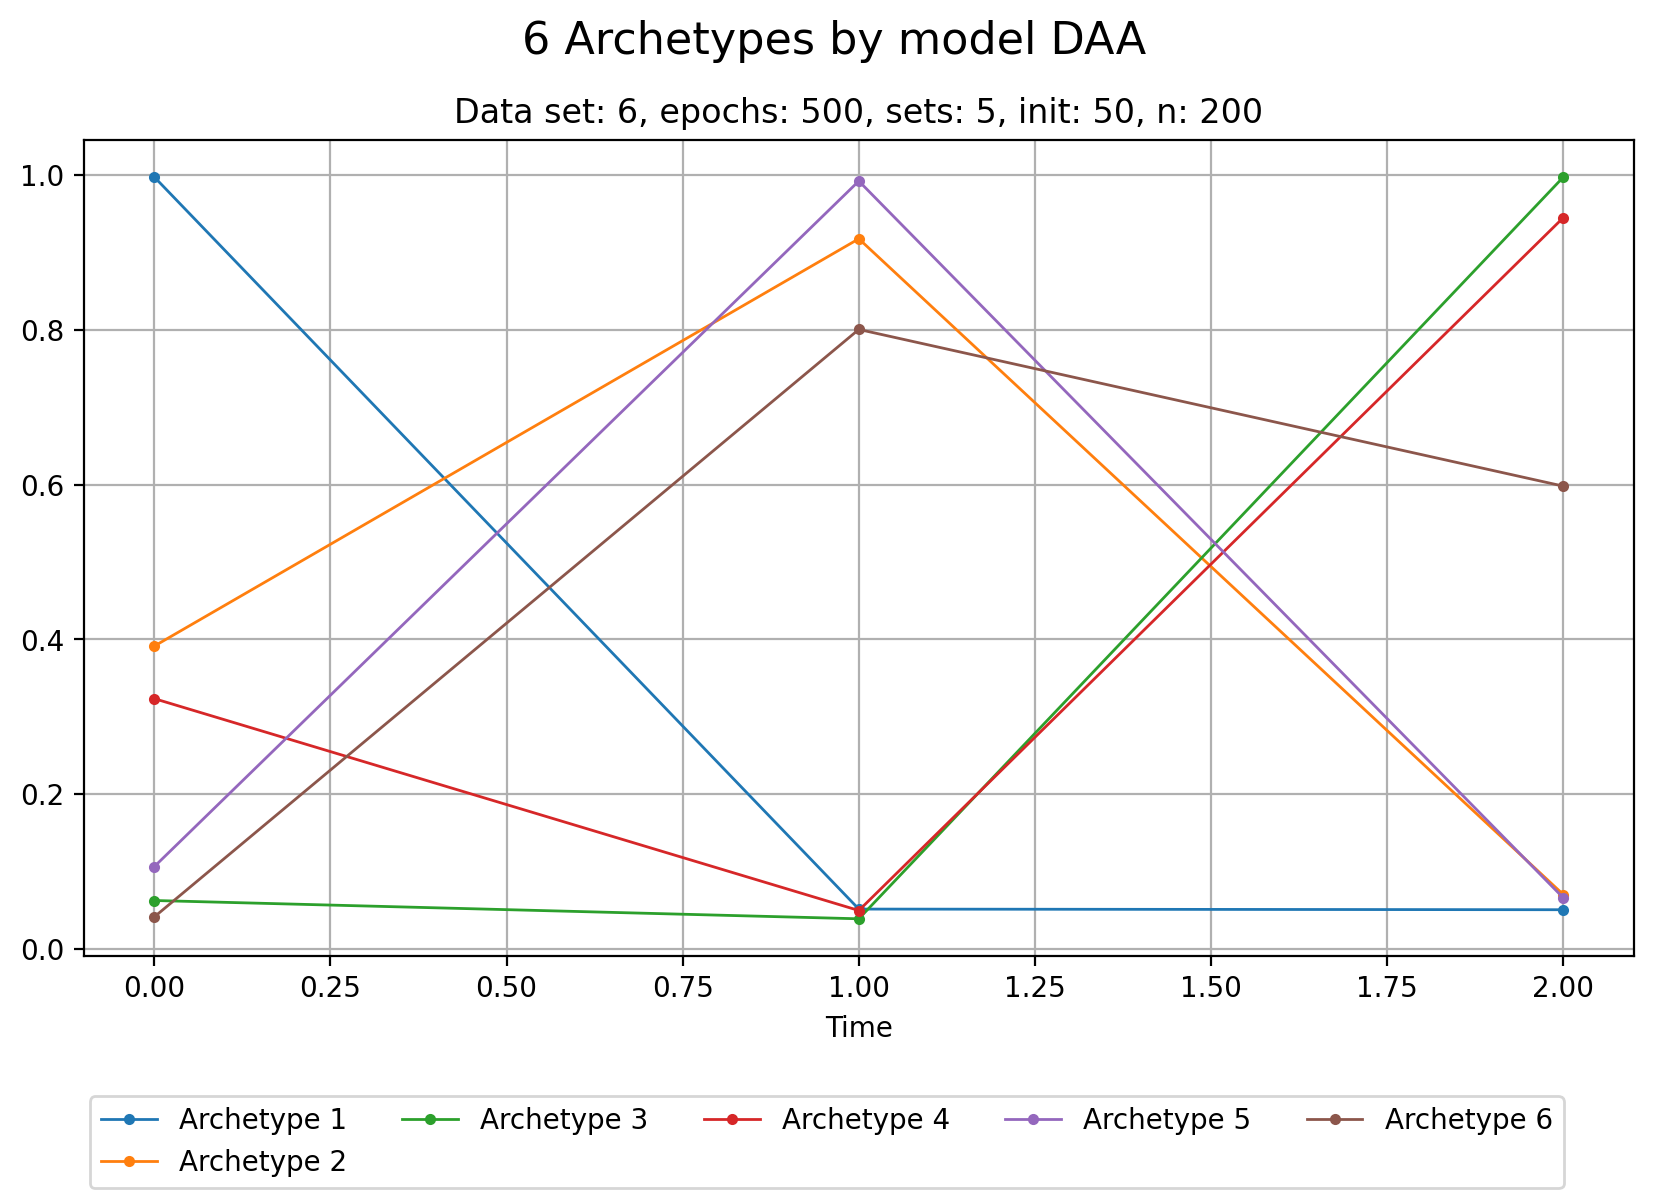 6 Archetypes by model DAA
Data set: 6, epochs: 500, sets: 5, init: 50, n: 200
1.0
0.8
0.6
0.4
0.2
0.0
0.00 0.25 0.50 0.75 1.00 1.25 1.50 1.75 2.00
Time
Archetype 1 Archetype 3 Archetype 4 Archetype 5 Archetype 6
Archetype 2